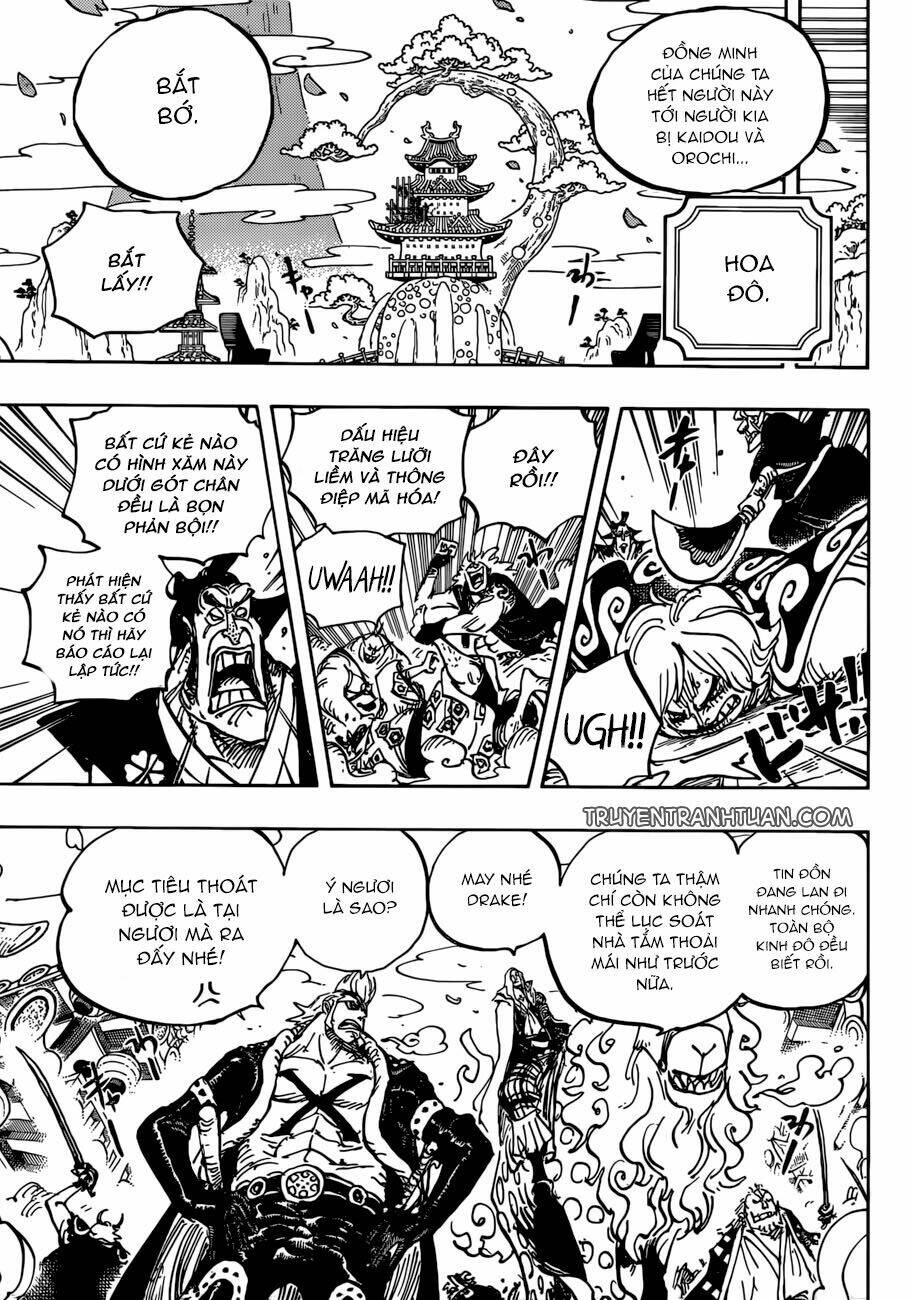 ĐỒNG MINH
CỦA CHÚNG TA
HẾT NGƯỜI NÀY
TỚI NGƯỜI KIA
BỊ KAIDOU VÀ
OROCHI...
BẮT
BỚ.
HOA
ĐÔ.
BẮT
LẤY!!
UGH!!
ĐÂY
RỒI!!
DẤU HIỆU
TRĂNG LƯỠI
LIỀM VÀ THÔNG
ĐIỆP MÃ HÓA!
UWAAH!!
BẤT CỨ KẺ NÀO
CÓ HÌNH XĂM NÀY
DƯỚI GÓT CHÂN
ĐỀU LÀ BỌN
PHẢN BỘI!!
PHÁT HIỆN
THẤY BẤT CỨ
KẺ NÀO CÓ
NÓ THÌ HÃY
BÁO CÁO LẠI
LẬP TỨC!!
TRUYENTRANHTUAN.COM
TIN ĐỒN
ĐANG LAN ĐI
NHANH CHÓNG.
TOÀN BỘ
KINH ĐÔ ĐỀU
BIẾT RỒI.
CHÚNG TA THẬM
CHÍ CÒN KHÔNG
THỂ LỤC SOÁT
NHÀ TẮM THOẢI
MÁI NHƯ TRƯỚC
NỮA.
MAY NHÉ
DRAKE!
Ý NGƯƠI
LÀ SAO?
MỤC TIÊU THOÁT
ĐƯỢC LÀ TẠI
NGƯƠI MÀ RA
ĐẤY NHÉ!